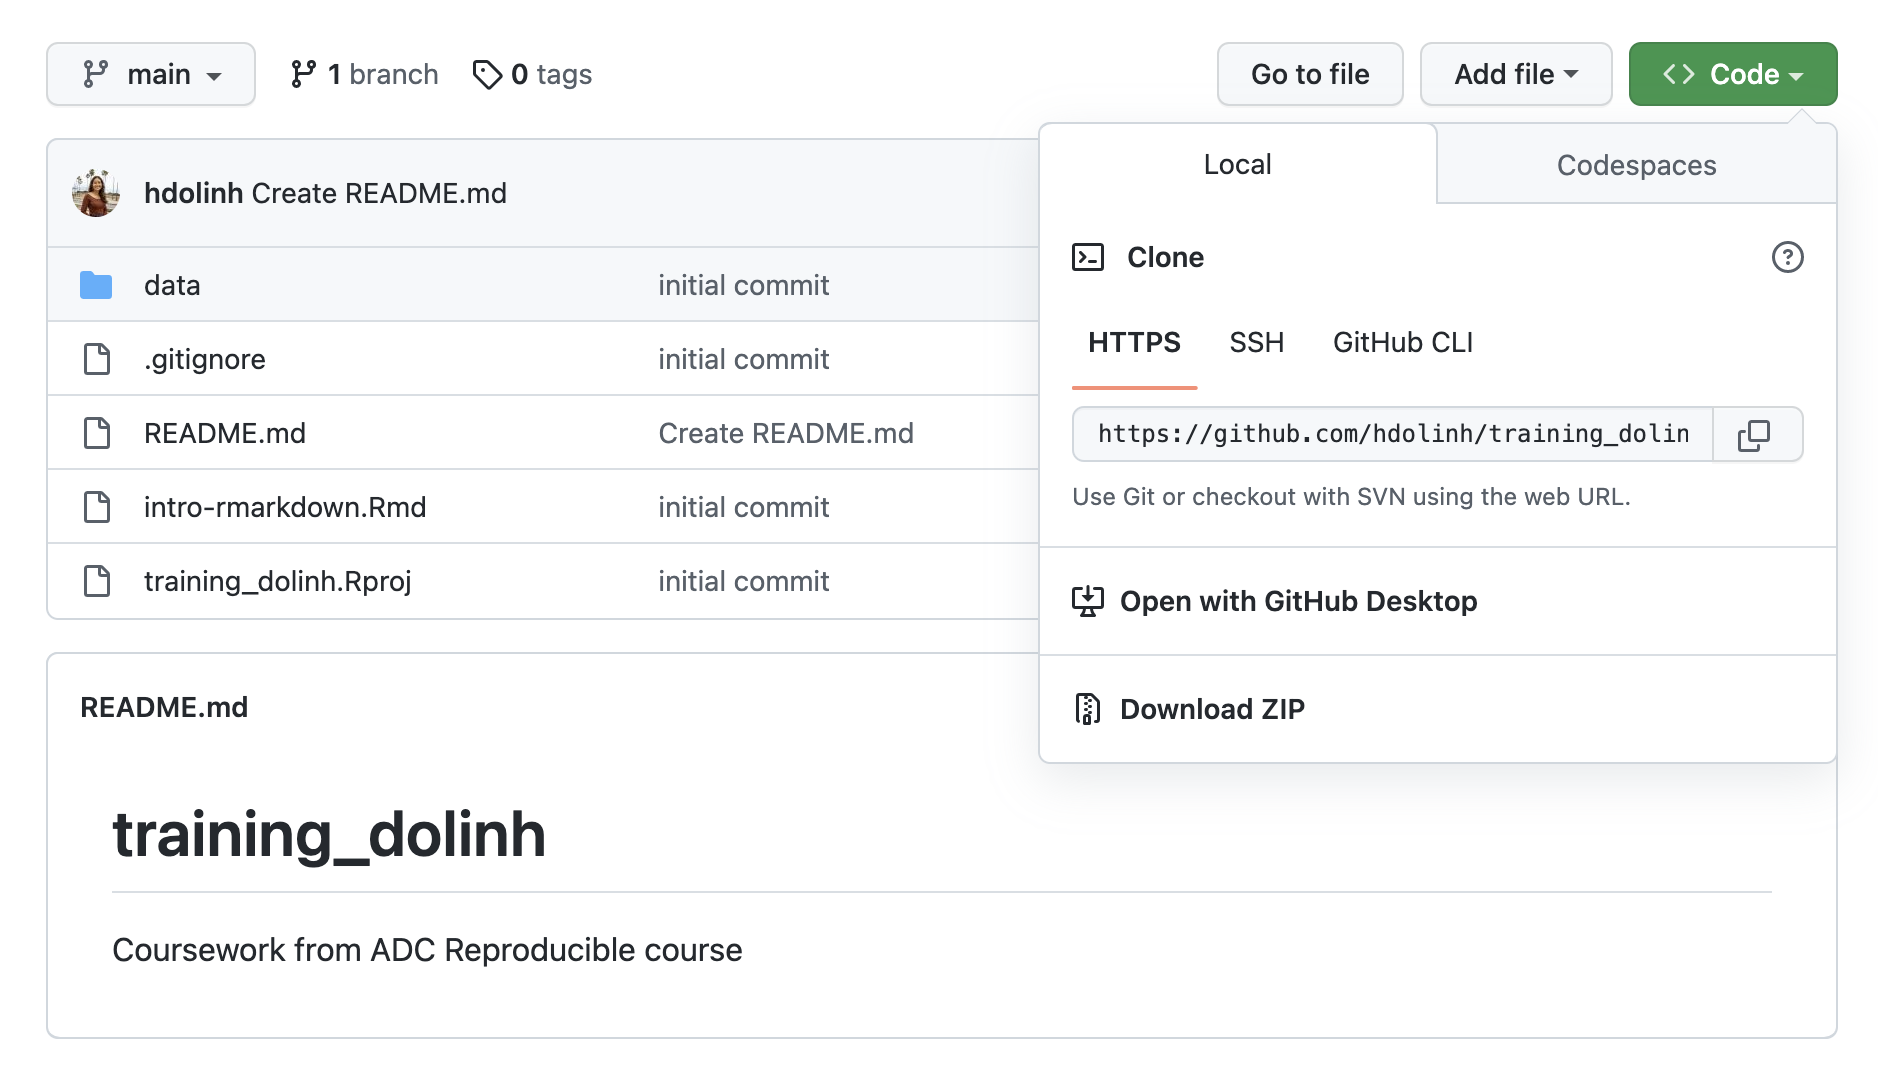 main 1 branch 0 tags Go to file Add file <> Code
hdolinh Create README.md
data initial commit
.gitignore initial commit
README.md Create README.md
intro-rmarkdown.Rmd initial commit
training_dolinh.Rproj initial commit
Local Codespaces
Clone
HTTPS SSH GitHub CLI
https://github.com/hdolinh/training_dolin
Use Git or checkout with SVN using the web URL.
Open with GitHub Desktop
Download ZIP
README.md
training_dolinh
Coursework from ADC Reproducible course